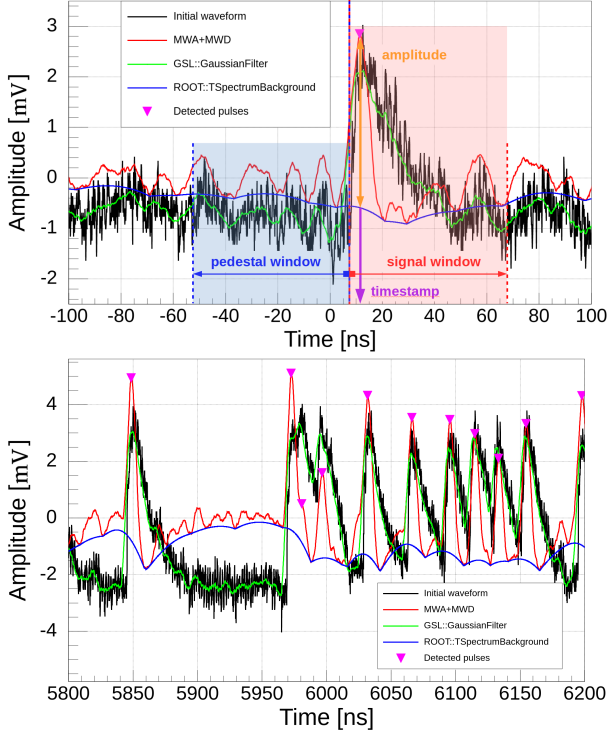 3
2
1
0
-1
-2
Amplitude [mV]
Initial waveform
MWA+MWD
GSL::GaussianFilter
ROOT::TSpectrumBackground
Detected pulses
amplitude
pedestal window
signal window
timestamp
-100 -80 -60 -40 -20 0 20 40 60 80 100
Time [ns]
4
2
0
-2
-4
Amplitude [mV]
Initial waveform
MWA+MWD
GSL::GaussianFilter
ROOT::TSpectrumBackground
Detected pulses
5800 5850 5900 5950 6000 6050 6100 6150 6200
Time [ns]